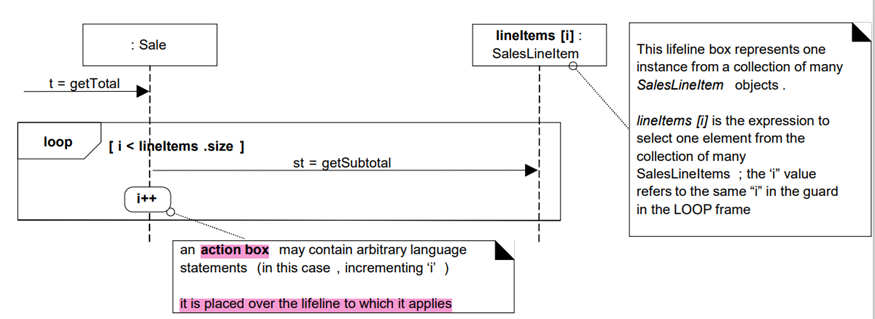 : Sale
lineItems [i] :
SalesLineItem
t = getTotal
loop
[ i < lineItems .size ]
st = getSubtotal
i++
an action box may contain arbitrary language
statements (in this case , incrementing ‘i’ )
it is placed over the lifeline to which it applies
This lifeline box represents one
instance from a collection of many
SalesLineItem objects .
lineItems [i] is the expression to
select one element from the
collection of many
SalesLineItems ; the ‘i” value
refers to the same “i” in the guard
in the LOOP frame